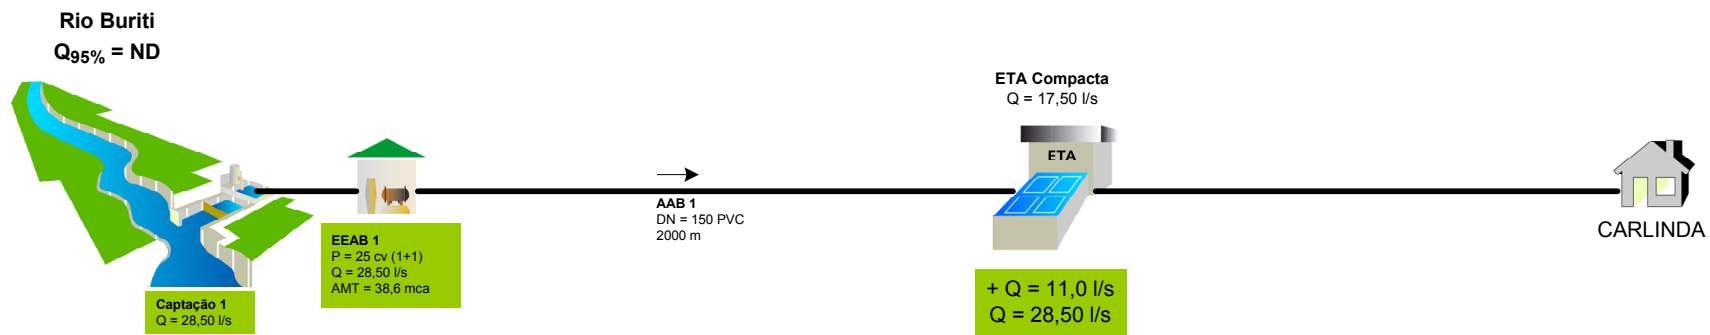 Rio Buriti
Q95% = ND
ETA Compacta
Q = 17,50 l/s
ETA
AAB 1
DN = 150 PVC
2000 m
CARLINDA
EEAB 1
P = 25 cv (1+1)
Q = 28,50 l/s
AMT = 38,6 mca
Captação 1
Q = 28,50 l/s
+ Q = 11,0 l/s
Q = 28,50 l/s